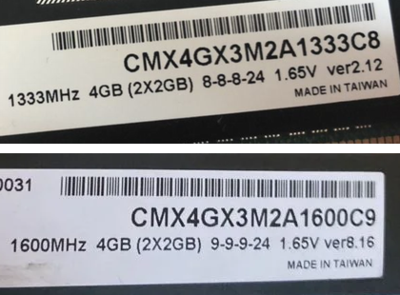 CMX4GX3M2A1333C8
1333MHz 4GB (2X2GB) 8-8-8-24 1.65V ver2.12
MADE IN TAIWAN
0031
CMX4GX3M2A1600C9
1600MHz 4GB (2X2GB) 9-9-9-24 1.65V ver8.16
MADE IN TAIWAN